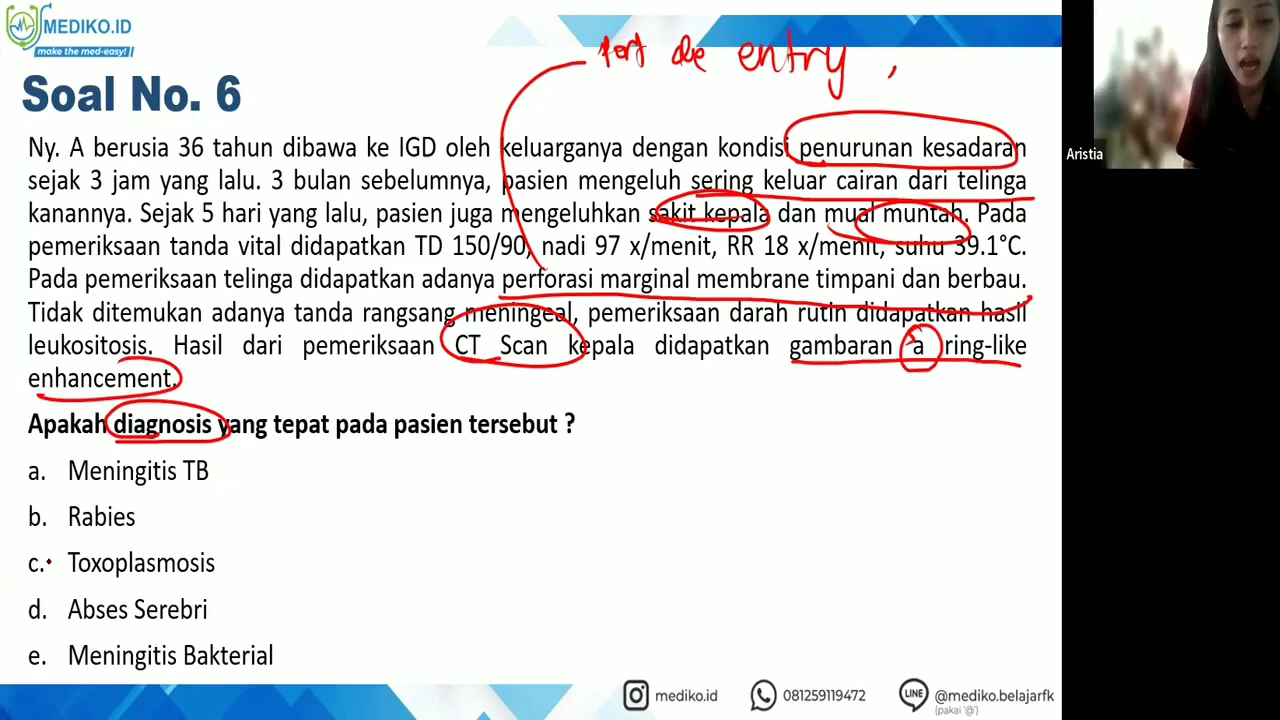 MEDIKO.ID
make the med-easy!
port de entry,
Soal No. 6
Ny. A berusia 36 tahun dibawa ke IGD oleh keluarganya dengan kondisi penurunan kesadaran
sejak 3 jam yang lalu. 3 bulan sebelumnya, pasien mengeluh sering keluar cairan dari telinga
kanannya. Sejak 5 hari yang lalu, pasien juga mengeluhkan sakit kepala dan mual muntah. Pada
pemeriksaan tanda vital didapatkan TD 150/90, nadi 97 x/menit, RR 18 x/menit, suhu 39.1°C.
Pada pemeriksaan telinga didapatkan adanya perforasi marginal membrane timpani dan berbau.
Tidak ditemukan adanya tanda rangsang meningeal, pemeriksaan darah rutin didapatkan hasil
leukositosis. Hasil dari pemeriksaan CT Scan kepala didapatkan gambaran a ring-like
enhancement.
Apakah diagnosis yang tepat pada pasien tersebut ?
a. Meningitis TB
b. Rabies
c. Toxoplasmosis
d. Abses Serebri
e. Meningitis Bakterial
Aristia
mediko.id
081259119472
LINE
@mediko.belajarfk
(pakai '@')